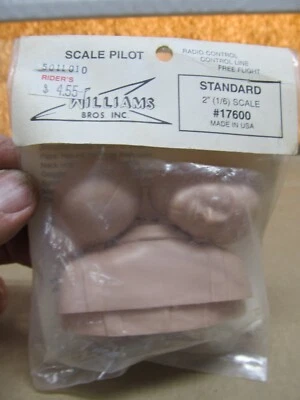 SCALE PILOT
RADIO CONTROL
CONTROL LINE
FREE FLIGHT
5011010
RIDER'S
$ 4.55
WILLIAMS
BROS. INC
STANDARD
2" (1/6) SCALE
#17600
MADE IN USA